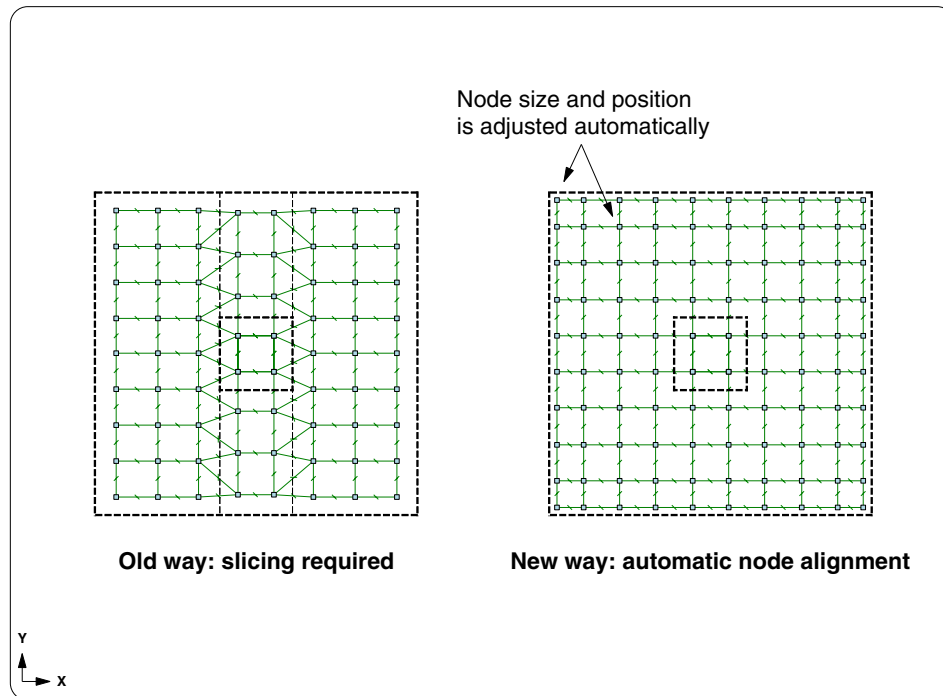 Node size and position
is adjusted automatically
Old way: slicing required
New way: automatic node alignment
Y
X